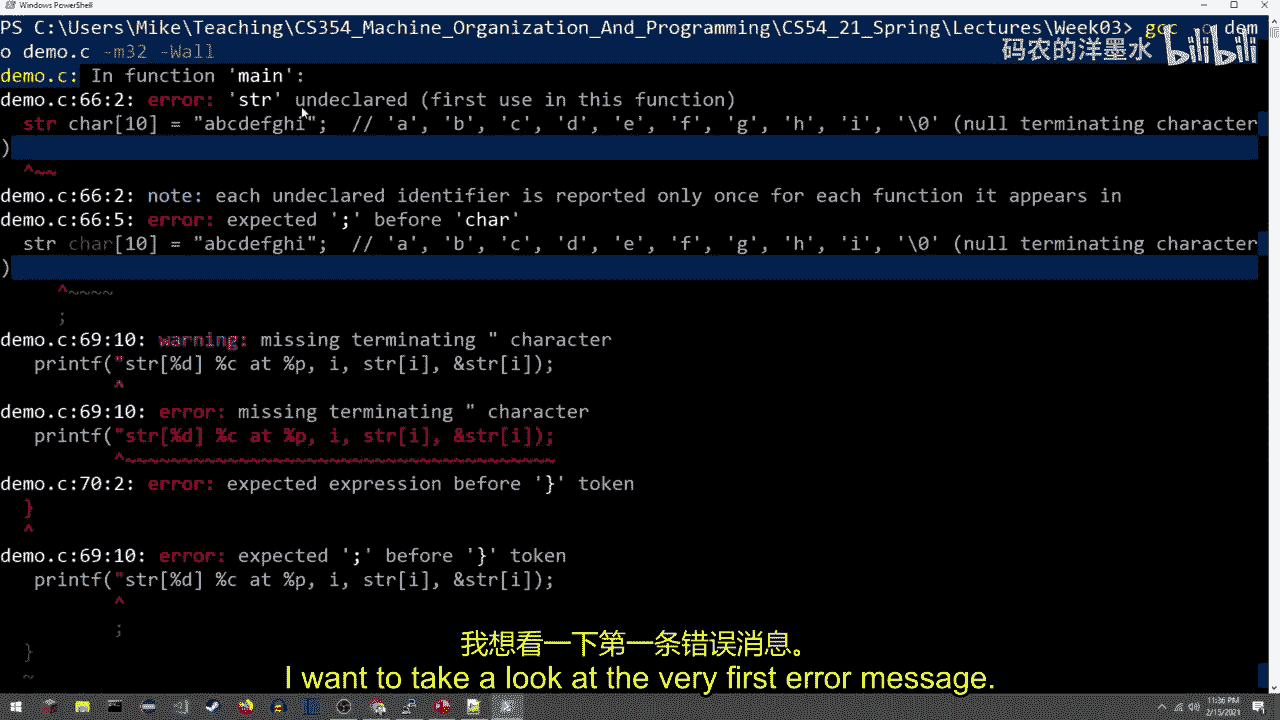 Windows PowerShell
PS C:\Users\Mike\Teaching\CS354_Machine_Organization_And_Programming\CS54_21_Spring\Lectures\Week03> gcc -o dem
o demo.c -m32 -Wall
码农的洋墨水 bilibili
demo.c: In function 'main':
demo.c:66:2: error: 'str' undeclared (first use in this function)
str char[10] = "abcdefghi"; // 'a', 'b', 'c', 'd', 'e', 'f', 'g', 'h', 'i', '\0' (null terminating character
)
^~~
demo.c:66:2: note: each undeclared identifier is reported only once for each function it appears in
demo.c:66:5: error: expected ';' before 'char'
str char[10] = "abcdefghi"; // 'a', 'b', 'c', 'd', 'e', 'f', 'g', 'h', 'i', '\0' (null terminating character
)
^~~~~
;
demo.c:69:10: warning: missing terminating " character
printf("str[%d] %c at %p, i, str[i], &str[i]);
^
demo.c:69:10: error: missing terminating " character
printf("str[%d] %c at %p, i, str[i], &str[i]);
^~~~~~~~~~~~~~~~~~~~~~~~~~~~~~~~~~~~~~~
demo.c:70:2: error: expected expression before '}' token
}
^
demo.c:69:10: error: expected ';' before '}' token
printf("str[%d] %c at %p, i, str[i], &str[i]);
^
;
}
~
我想看一下第一条错误消息。
I want to take a look at the very first error message.
11:36 PM
2/15/2021